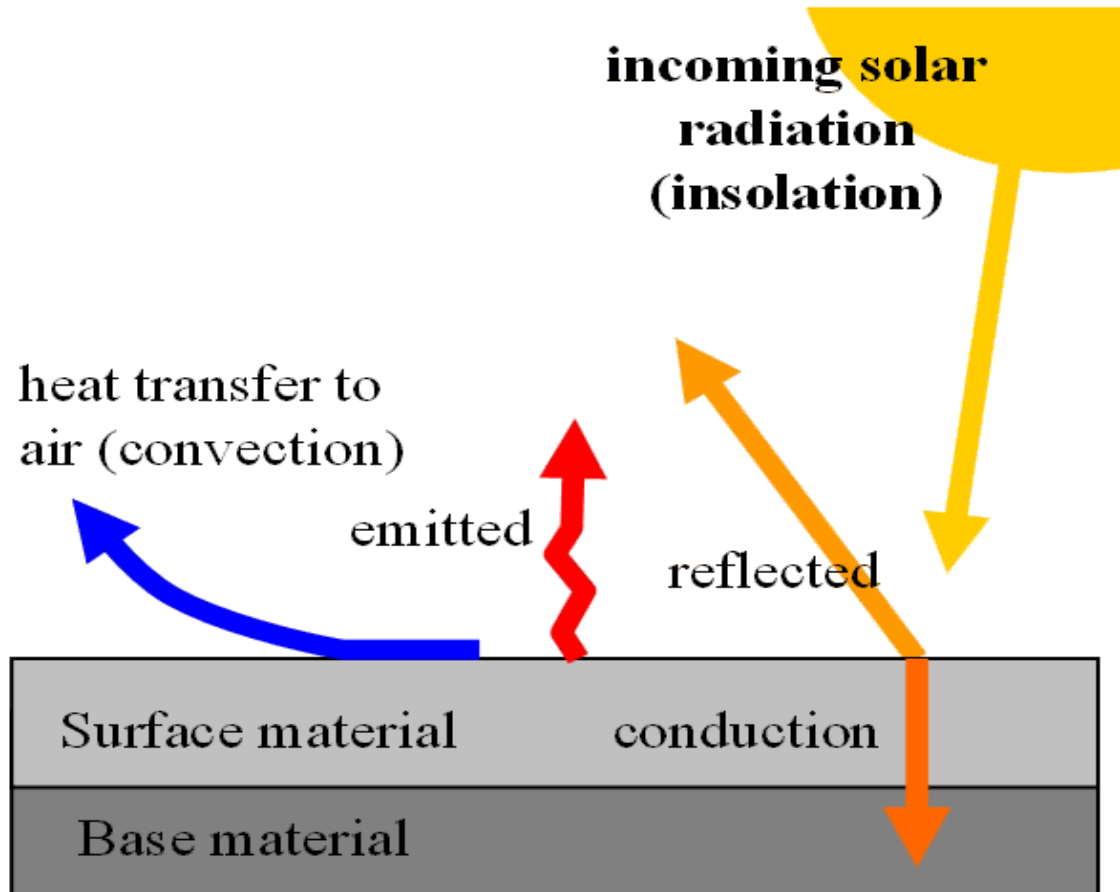 incoming solar
radiation
(insolation)
heat transfer to
air (convection)
emitted
reflected
Surface material
conduction
Base material